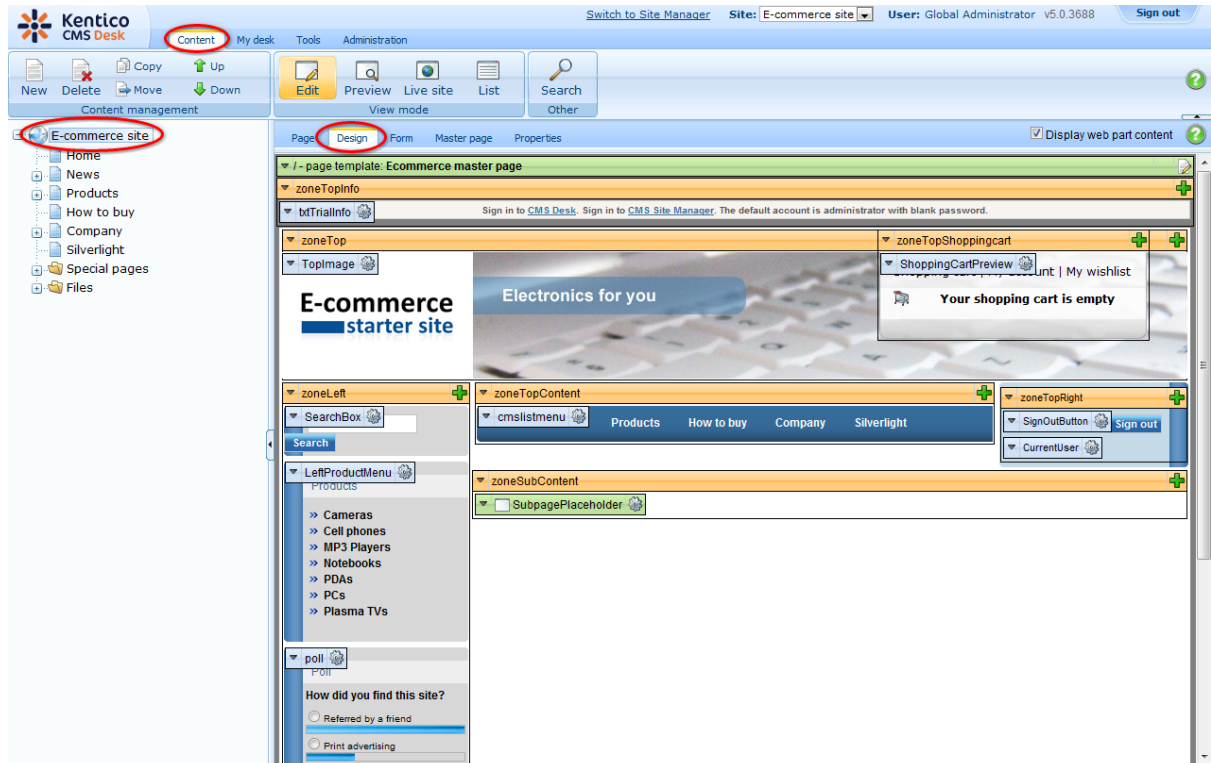 Kentico
CMS Desk
Switch to Site Manager Site: E-commerce site User: Global Administrator v5.0.3688 Sign out
Content My desk Tools Administration
New Delete Copy Move Up Down
Content management
Edit Preview Live site List
View mode
Search
Other
E-commerce site
Home
News
Products
How to buy
Company
Silverlight
Special pages
Files
Page Design Form Master page Properties
Display web part content
/ - page template: Ecommerce master page
zoneTopInfo
txtTrialInfo
Sign in to CMS Desk. Sign in to CMS Site Manager. The default account is administrator with blank password.
zoneTop
zoneTopShoppingcart
TopImage
ShoppingCartPreview
| My wishlist
E-commerce
starter site
Electronics for you
Your shopping cart is empty
zoneLeft
zoneTopContent
zoneTopRight
SearchBox
Search
cmslistmenu
Products How to buy Company Silverlight
SignOutButton
Sign out
CurrentUser
LeftProductMenu
Products
» Cameras
» Cell phones
» MP3 Players
» Notebooks
» PDAs
» PCs
» Plasma TVs
zoneSubContent
SubpagePlaceholder
poll
Poll
How did you find this site?
Referred by a friend
Print advertising